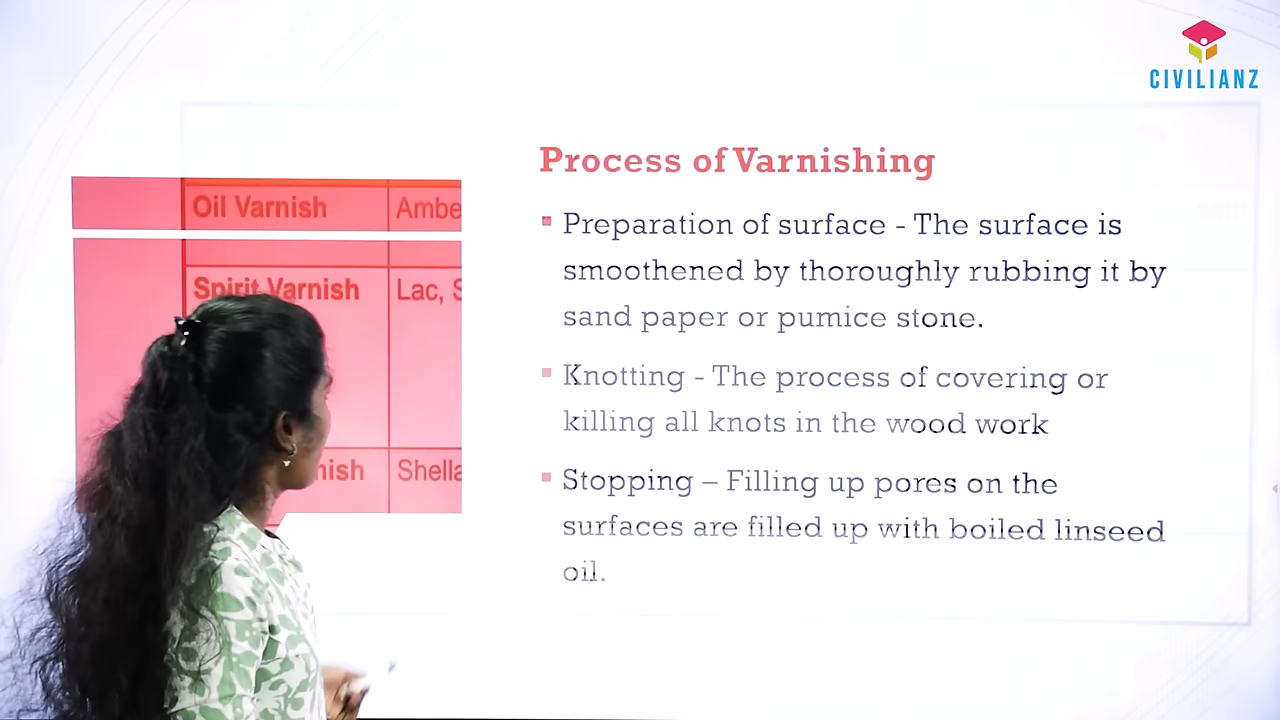 CIVILIANZ
Process of Varnishing
Preparation of surface - The surface is
smoothened by thoroughly rubbing it by
sand paper or pumice stone.
Knotting - The process of covering or
killing all knots in the wood work
Stopping – Filling up pores on the
surfaces are filled up with boiled linseed
oil.
Oil Varnish Ambe
Spirit Varnish Lac, S
nish Shella